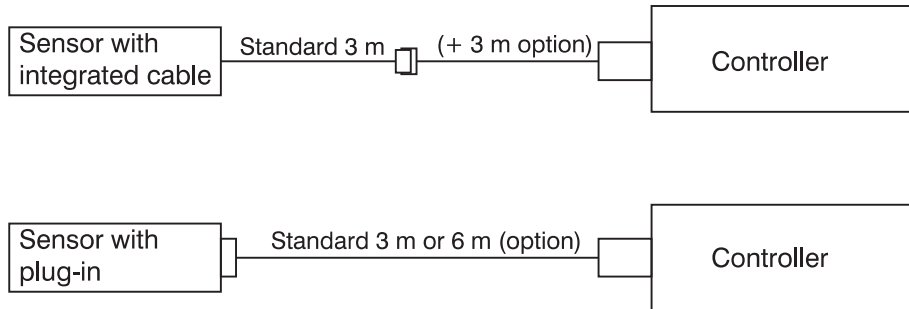 Sensor with
integrated cable
Standard 3 m
(+ 3 m option)
Controller
Sensor with
plug-in
Standard 3 m or 6 m (option)
Controller